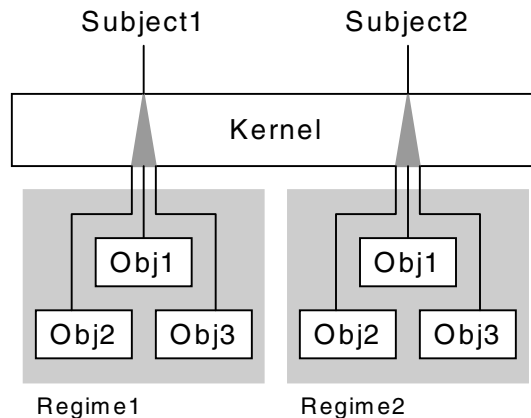 Subject1 Subject2
Kernel
Obj1 Obj1
Obj2 Obj3 Obj2 Obj3
Regime1 Regime2